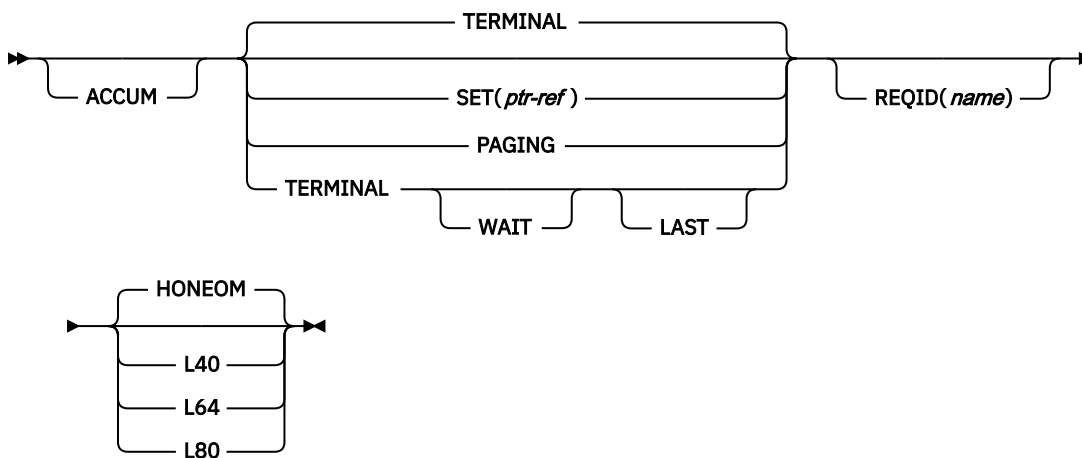 TERMINAL
ACCUM
SET(ptr-ref)
REQID(name)
PAGING
TERMINAL
WAIT
LAST
HONEOM
L40
L64
L80